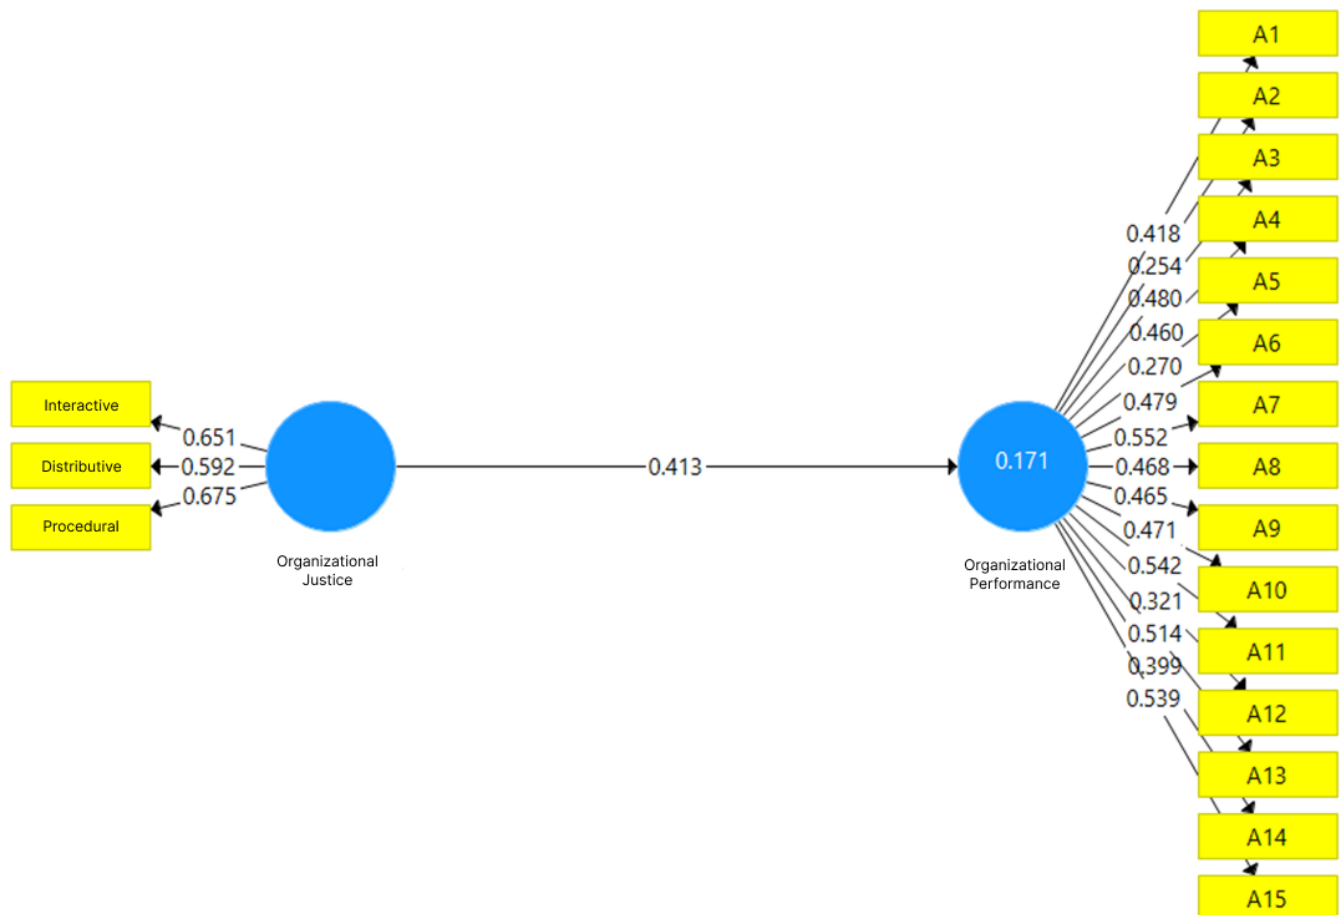 Interactive
Distributive
Procedural
0.651
0.592
0.675
Organizational
Justice
0.413
0.171
Organizational
Performance
0.418
0.254
0.480
0.460
0.270
0.479
0.552
0.468
0.465
0.471
0.542
0.321
0.514
0.399
0.539
A1
A2
A3
A4
A5
A6
A7
A8
A9
A10
A11
A12
A13
A14
A15